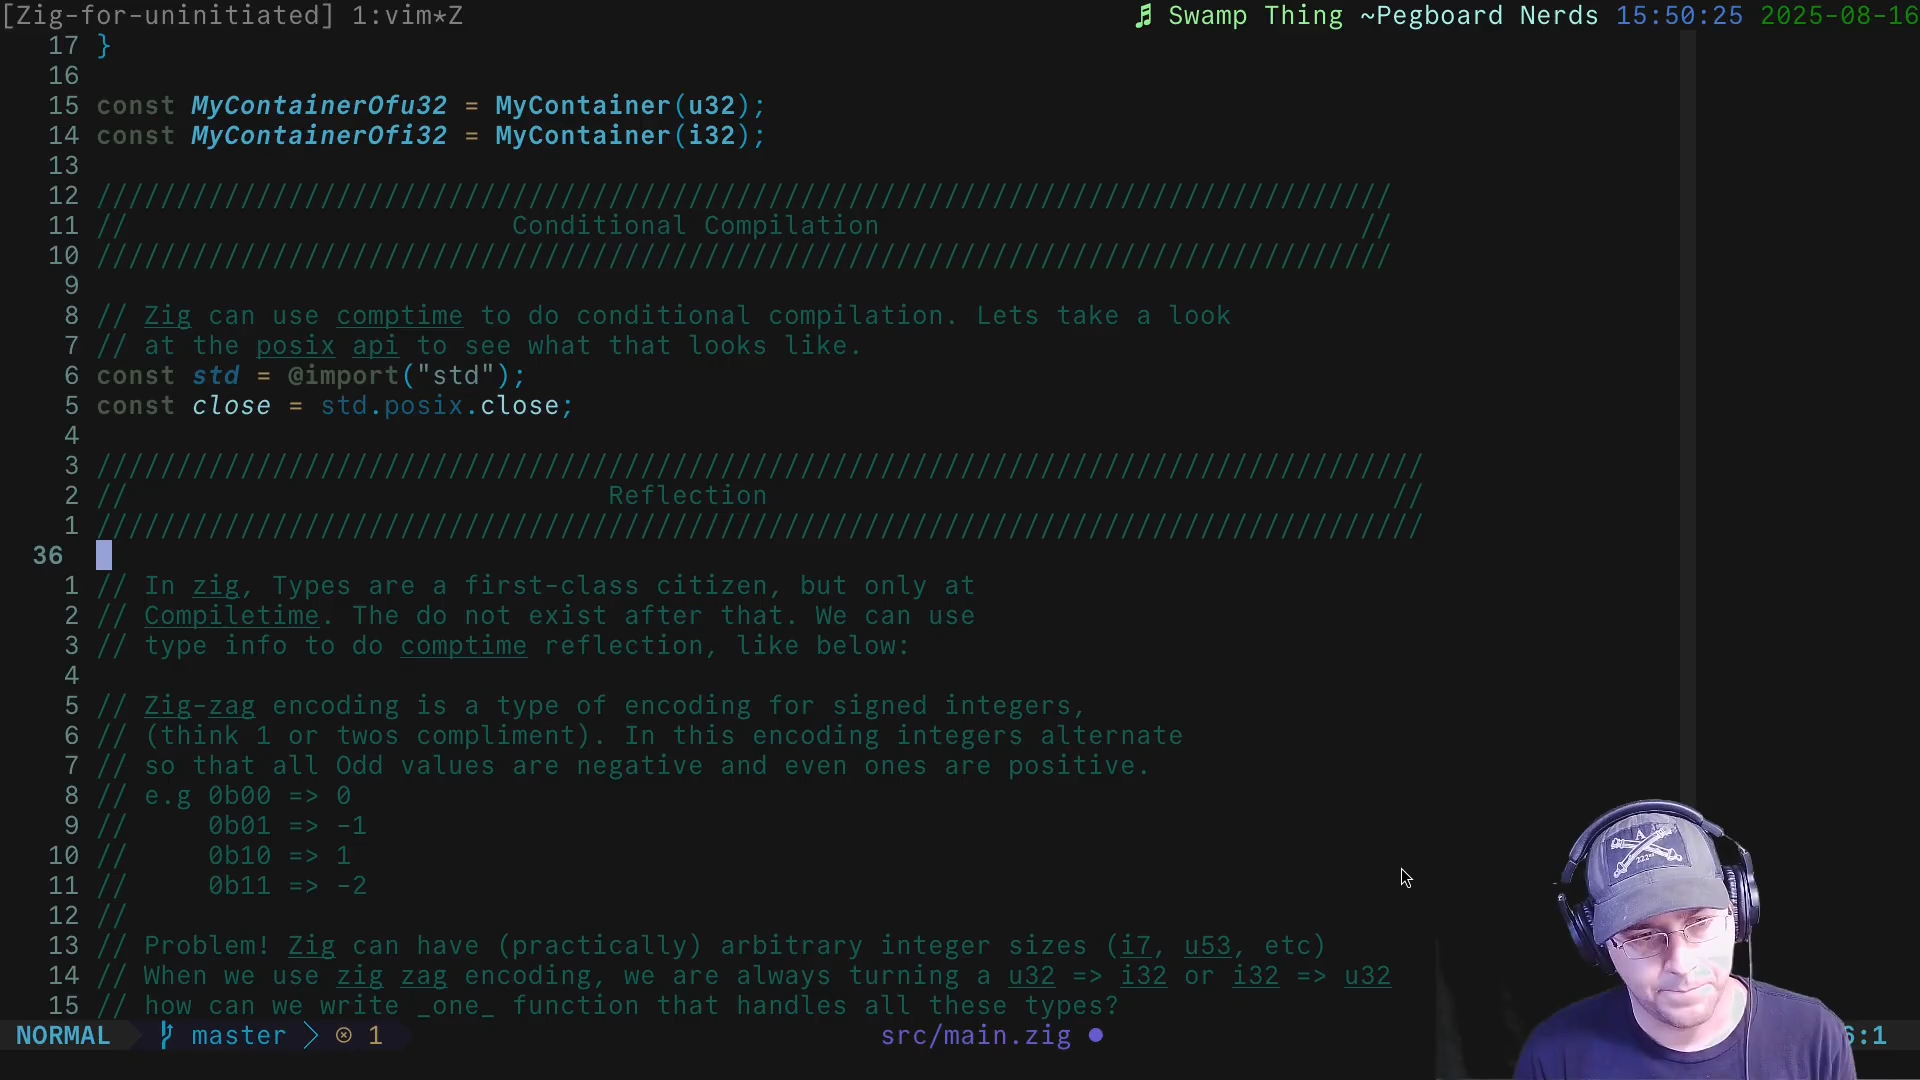 [Zig-for-uninitiated] 1:vim*Z
♬ Swamp Thing ~Pegboard Nerds 15:50:25 2025-08-16
17 }
16
15 const MyContainerOfu32 = MyContainer(u32);
14 const MyContainerOfi32 = MyContainer(i32);
13
12 /////////////////////////////////////////////////////////////////////////////////
11 //                        Conditional Compilation                              //
10 /////////////////////////////////////////////////////////////////////////////////
9
8 // Zig can use comptime to do conditional compilation. Lets take a look
7 // at the posix api to see what that looks like.
6 const std = @import("std");
5 const close = std.posix.close;
4
3 ///////////////////////////////////////////////////////////////////////////////////
2 //                              Reflection                                       //
1 ///////////////////////////////////////////////////////////////////////////////////
36
1 // In zig, Types are a first-class citizen, but only at
2 // Compiletime. The do not exist after that. We can use
3 // type info to do comptime reflection, like below:
4
5 // Zig-zag encoding is a type of encoding for signed integers,
6 // (think 1 or twos compliment). In this encoding integers alternate
7 // so that all Odd values are negative and even ones are positive.
8 // e.g 0b00 => 0
9 //     0b01 => -1
10 //     0b10 => 1
11 //     0b11 => -2
12 //
13 // Problem! Zig can have (practically) arbitrary integer sizes (i7, u53, etc)
14 // When we use zig zag encoding, we are always turning a u32 => i32 or i32 => u32
15 // how can we write _one_ function that handles all these types?
NORMAL master ⊗ 1 src/main.zig ● 6:1
A
222